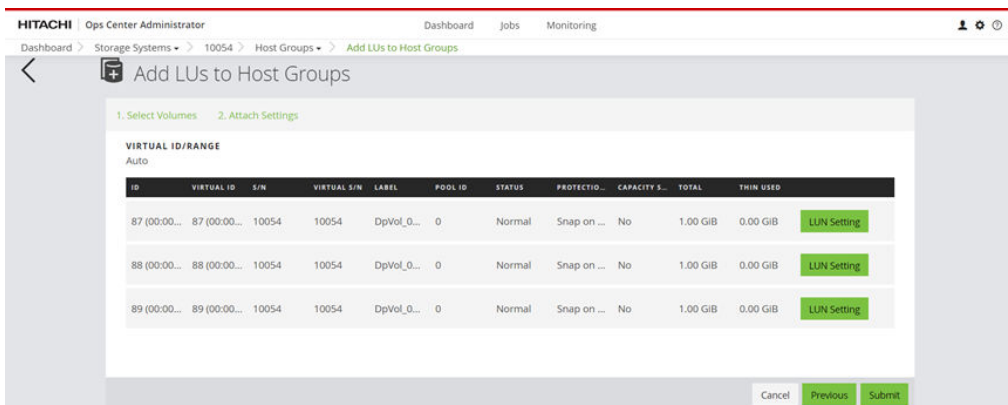 HITACHI Ops Center Administrator Dashboard Jobs Monitoring
Dashboard Storage Systems 10054 Host Groups Add LUs to Host Groups
Add LUs to Host Groups
1. Select Volumes 2. Attach Settings
VIRTUAL ID/RANGE
Auto
ID VIRTUAL ID S/N VIRTUAL S/N LABEL POOL ID STATUS PROTECTIO... CAPACITY S... TOTAL THIN USED
87 (00:00... 87 (00:00... 10054 10054 DpVol_0... 0 Normal Snap on ... No 1.00 GiB 0.00 GiB LUN Setting
88 (00:00... 88 (00:00... 10054 10054 DpVol_0... 0 Normal Snap on ... No 1.00 GiB 0.00 GiB LUN Setting
89 (00:00... 89 (00:00... 10054 10054 DpVol_0... 0 Normal Snap on ... No 1.00 GiB 0.00 GiB LUN Setting
Cancel Previous Submit